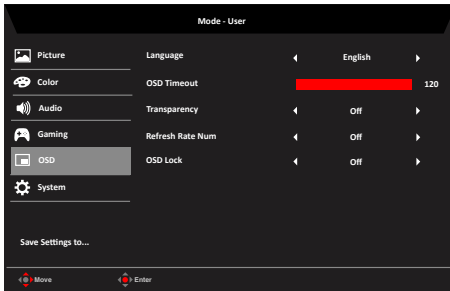 Mode - User
Picture
Language
English
Color
OSD Timeout
120
Audio
Transparency
Off
Gaming
Refresh Rate Num
Off
OSD
OSD Lock
Off
System
Save Settings to...
Move
Enter